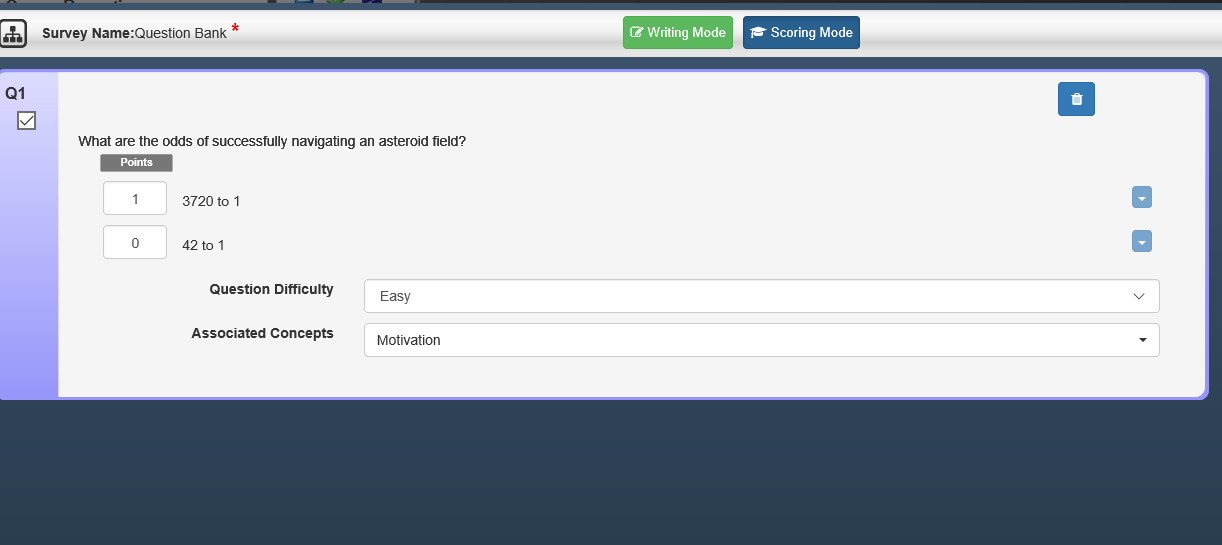 Survey Name:Question Bank *
Writing Mode
Scoring Mode
Q1
What are the odds of successfully navigating an asteroid field?
Points
1
3720 to 1
0
42 to 1
Question Difficulty
Easy
Associated Concepts
Motivation